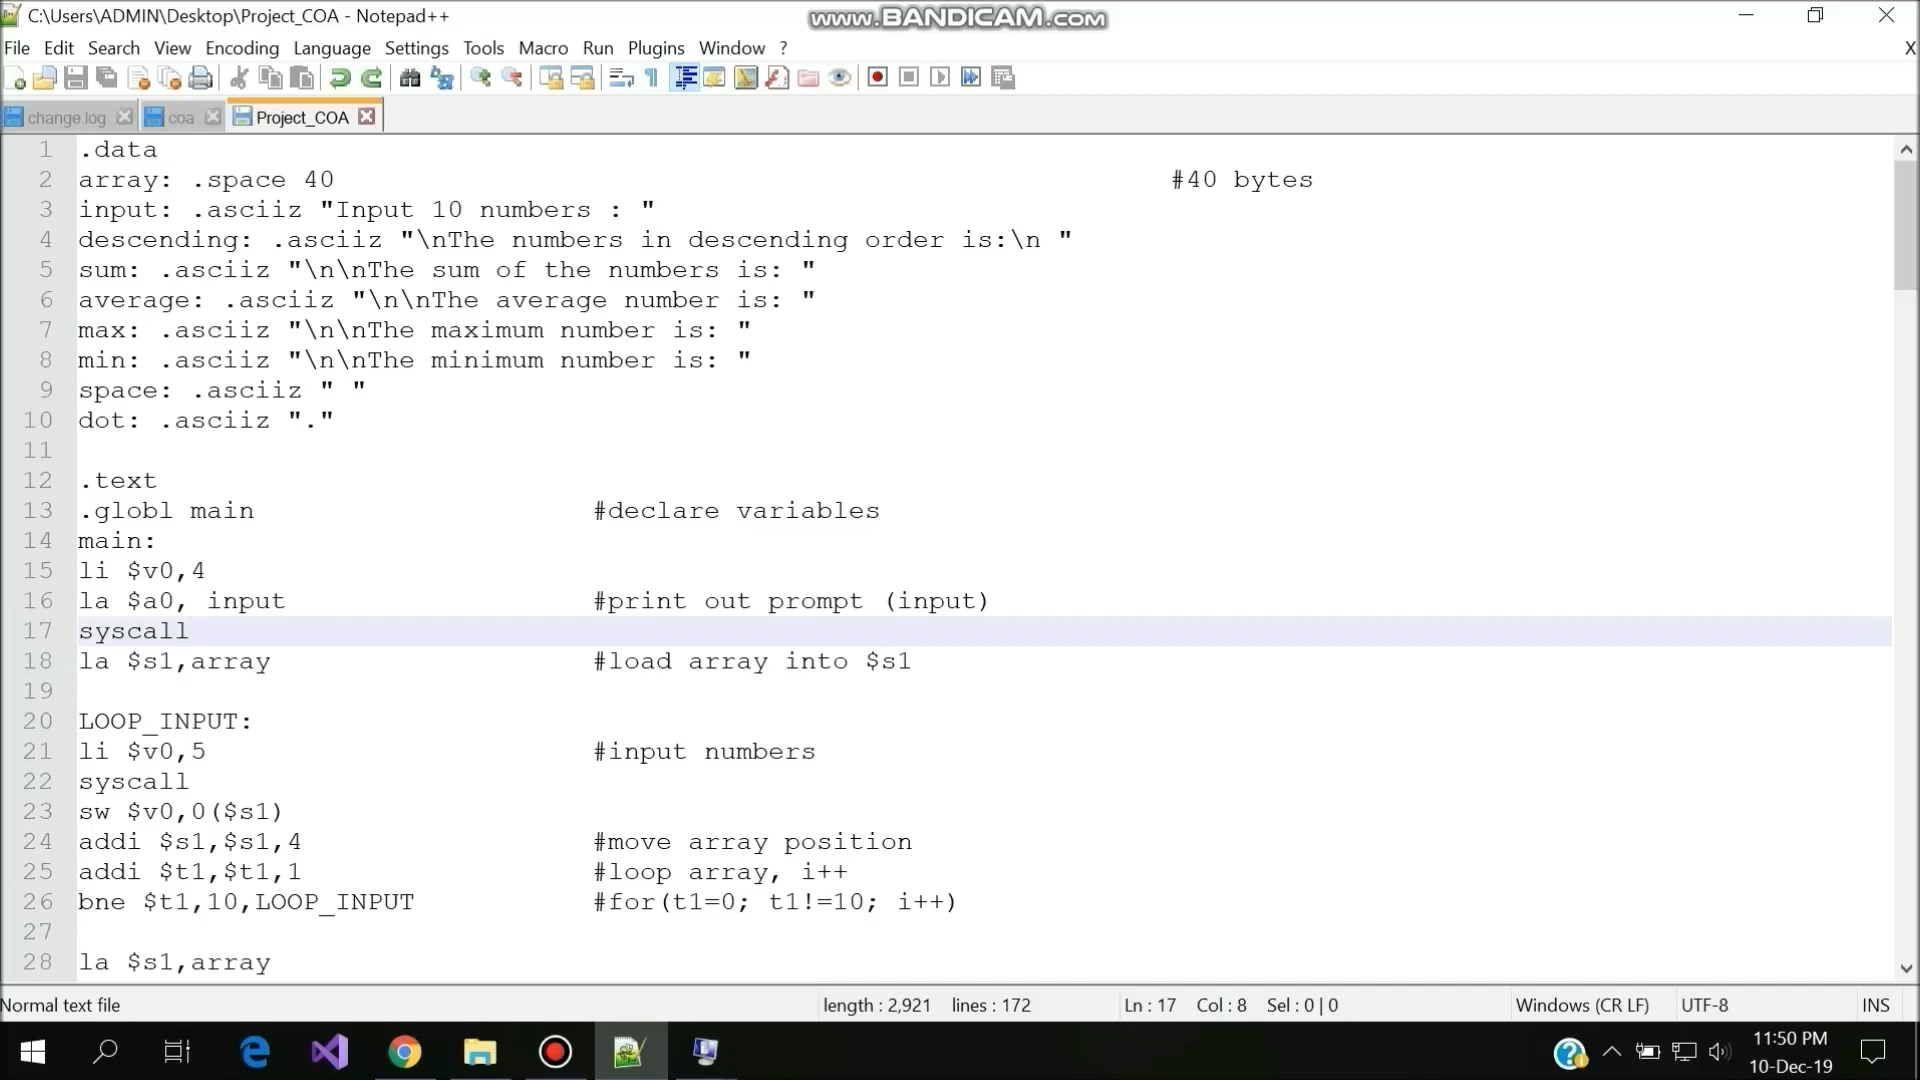 C:\Users\ADMIN\Desktop\Project_COA - Notepad++
www.BANDICAM.com
File Edit Search View Encoding Language Settings Tools Macro Run Plugins Window ? X
change.log coa Project_COA
1 .data
2 array: .space 40 #40 bytes
3 input: .asciiz "Input 10 numbers : "
4 descending: .asciiz "\nThe numbers in descending order is:\n "
5 sum: .asciiz "\n\nThe sum of the numbers is: "
6 average: .asciiz "\n\nThe average number is: "
7 max: .asciiz "\n\nThe maximum number is: "
8 min: .asciiz "\n\nThe minimum number is: "
9 space: .asciiz " "
10 dot: .asciiz "."
11
12 .text
13 .globl main #declare variables
14 main:
15 li $v0,4
16 la $a0, input #print out prompt (input)
17 syscall
18 la $s1,array #load array into $s1
19
20 LOOP_INPUT:
21 li $v0,5 #input numbers
22 syscall
23 sw $v0,0($s1)
24 addi $s1,$s1,4 #move array position
25 addi $t1,$t1,1 #loop array, i++
26 bne $t1,10,LOOP_INPUT #for(t1=0; t1!=10; i++)
27
28 la $s1,array
Normal text file length : 2,921 lines : 172 Ln : 17 Col : 8 Sel : 0 | 0 Windows (CR LF) UTF-8 INS
11:50 PM
10-Dec-19